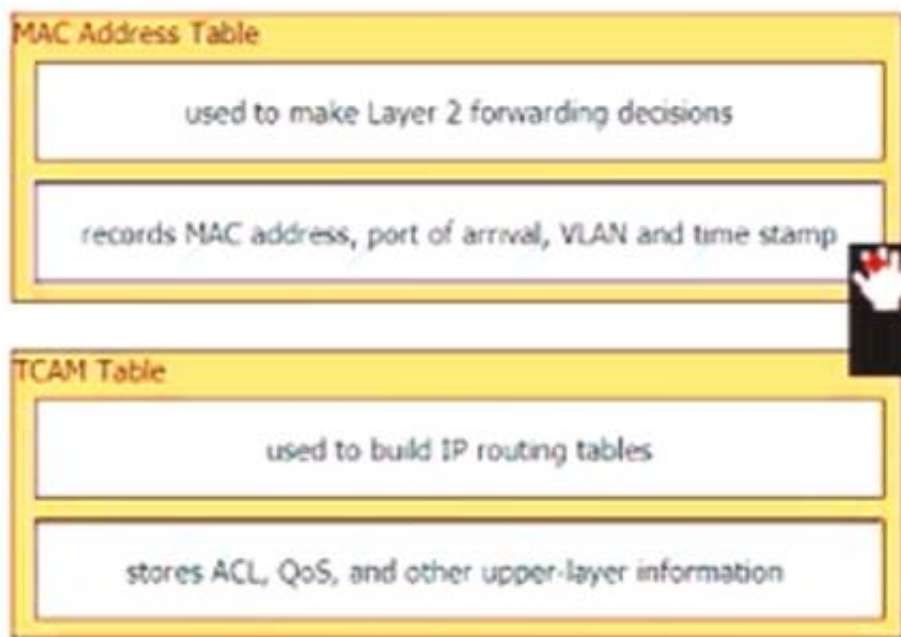 MAC Address Table
used to make Layer 2 forwarding decisions
records MAC address, port of arrival, VLAN and time stamp
TCAM Table
used to build IP routing tables
stores ACL, QoS, and other upper-layer information